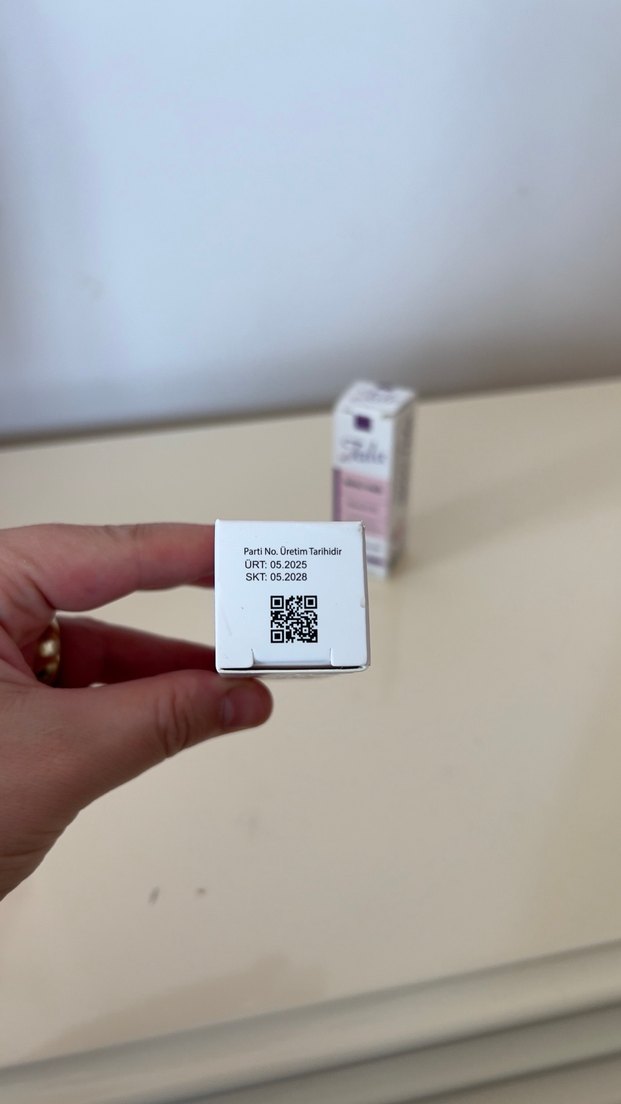 Parti No. Üretim Tarihidir
ÜRT: 05.2025
SKT: 05.2028